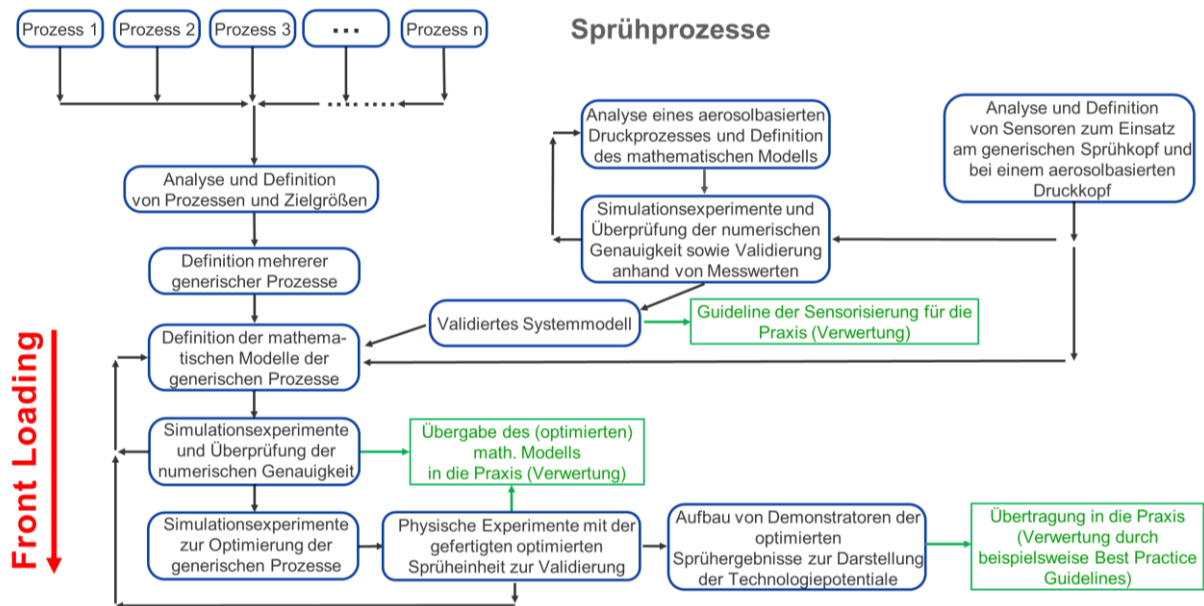 Prozess 1
Prozess 2
Prozess 3
...
Prozess n
Sprühprozesse
Analyse und Definition
von Prozessen und Zielgrößen
Definition mehrerer
generischer Prozesse
Definition der mathema-
tischen Modelle der
generischen Prozesse
Simulationsexperimente
und Überprüfung der
numerischen Genauigkeit
Simulationsexperimente
zur Optimierung der
generischen Prozesse
Analyse eines aerosolbasierten
Druckprozesses und Definition
des mathematischen Modells
Simulationsexperimente und
Überprüfung der numerischen
Genauigkeit sowie Validierung
anhand von Messwerten
Analyse und Definition
von Sensoren zum Einsatz
am generischen Sprühkopf und
bei einem aerosolbasierten
Druckkopf
Validiertes Systemmodell
Guideline der Sensorisierung für die
Praxis (Verwertung)
Übergabe des (optimierten)
math. Modells
in die Praxis (Verwertung)
Physische Experimente mit der
gefertigten optimierten
Sprüheinheit zur Validierung
Aufbau von Demonstratoren der
optimierten
Sprühergebnisse zur Darstellung
der Technologiepotentiale
Übertragung in die Praxis
(Verwertung durch
beispielsweise Best Practice
Guidelines)
Front Loading